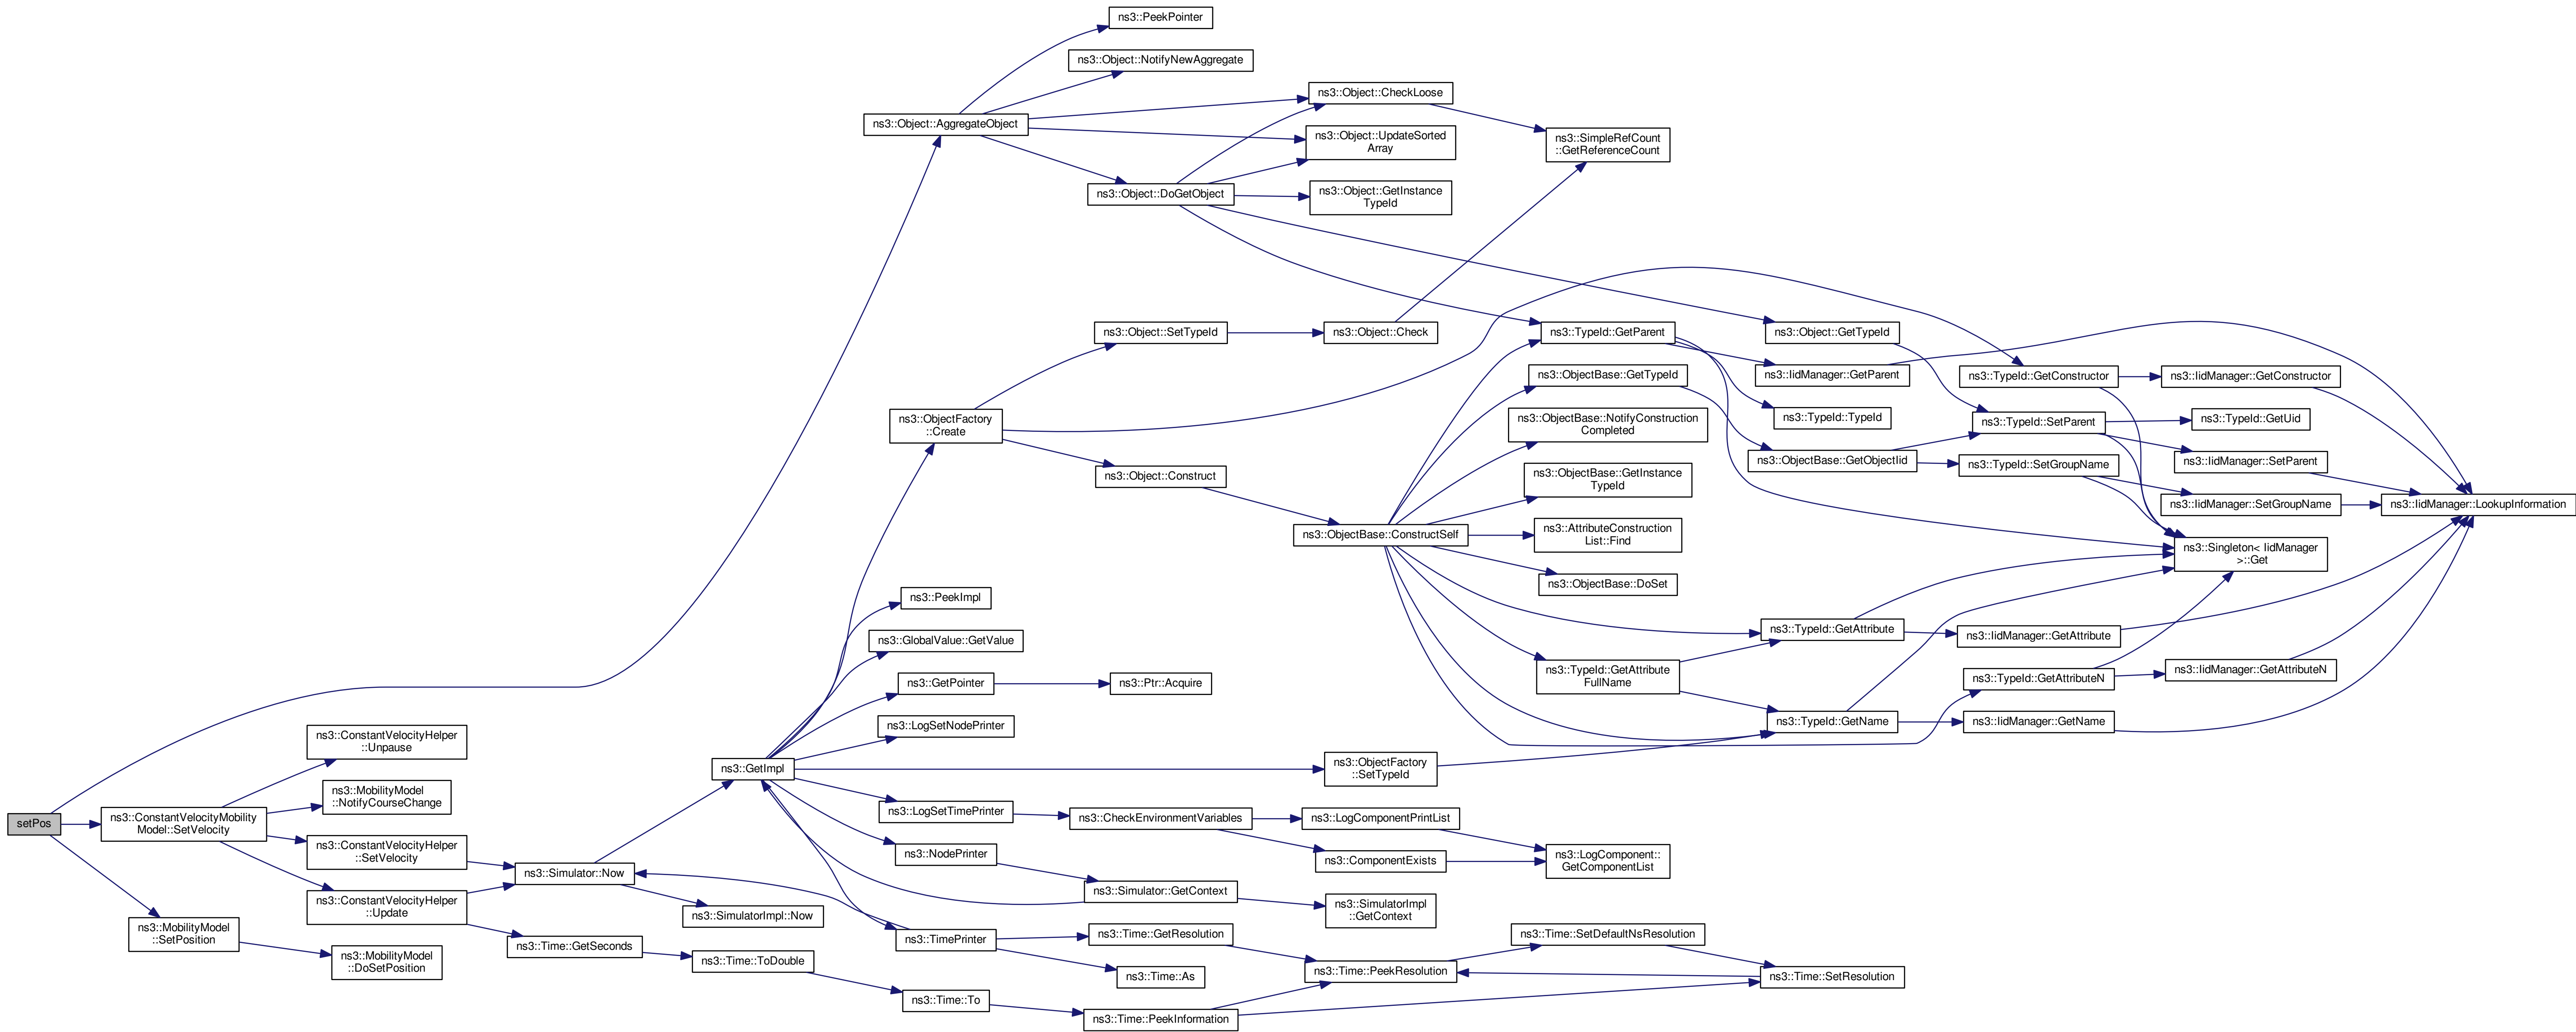 ns3::PeekPointer
ns3::Object::NotifyNewAggregate
ns3::Object::CheckLoose
ns3::Object::AggregateObject
ns3::Object::UpdateSorted
Array
ns3::SimpleRefCount
::GetReferenceCount
ns3::Object::DoGetObject
ns3::Object::GetInstance
TypeId
ns3::Object::SetTypeId
ns3::Object::Check
ns3::TypeId::GetParent
ns3::Object::GetTypeId
ns3::ObjectBase::GetTypeId
ns3::IidManager::GetParent
ns3::TypeId::GetConstructor
ns3::IidManager::GetConstructor
ns3::ObjectFactory
::Create
ns3::ObjectBase::NotifyConstruction
Completed
ns3::TypeId::TypeId
ns3::TypeId::SetParent
ns3::TypeId::GetUid
ns3::Object::Construct
ns3::ObjectBase::GetInstance
TypeId
ns3::ObjectBase::GetObjectIid
ns3::TypeId::SetGroupName
ns3::IidManager::SetParent
ns3::IidManager::SetGroupName
ns3::IidManager::LookupInformation
ns3::ObjectBase::ConstructSelf
ns3::AttributeConstruction
List::Find
ns3::Singleton< IidManager
>::Get
ns3::ObjectBase::DoSet
ns3::PeekImpl
ns3::GlobalValue::GetValue
ns3::TypeId::GetAttribute
ns3::IidManager::GetAttribute
ns3::GetPointer
ns3::Ptr::Acquire
ns3::TypeId::GetAttribute
FullName
ns3::TypeId::GetAttributeN
ns3::IidManager::GetAttributeN
ns3::LogSetNodePrinter
ns3::TypeId::GetName
ns3::IidManager::GetName
ns3::ConstantVelocityHelper
::Unpause
ns3::GetImpl
ns3::ObjectFactory
::SetTypeId
ns3::MobilityModel
::NotifyCourseChange
setPos
ns3::ConstantVelocityMobility
Model::SetVelocity
ns3::LogSetTimePrinter
ns3::CheckEnvironmentVariables
ns3::LogComponentPrintList
ns3::ConstantVelocityHelper
::SetVelocity
ns3::NodePrinter
ns3::ComponentExists
ns3::LogComponent::
GetComponentList
ns3::Simulator::Now
ns3::Simulator::GetContext
ns3::ConstantVelocityHelper
::Update
ns3::SimulatorImpl::Now
ns3::SimulatorImpl
::GetContext
ns3::MobilityModel
::SetPosition
ns3::Time::GetSeconds
ns3::TimePrinter
ns3::Time::GetResolution
ns3::Time::SetDefaultNsResolution
ns3::MobilityModel
::DoSetPosition
ns3::Time::ToDouble
ns3::Time::As
ns3::Time::PeekResolution
ns3::Time::SetResolution
ns3::Time::To
ns3::Time::PeekInformation